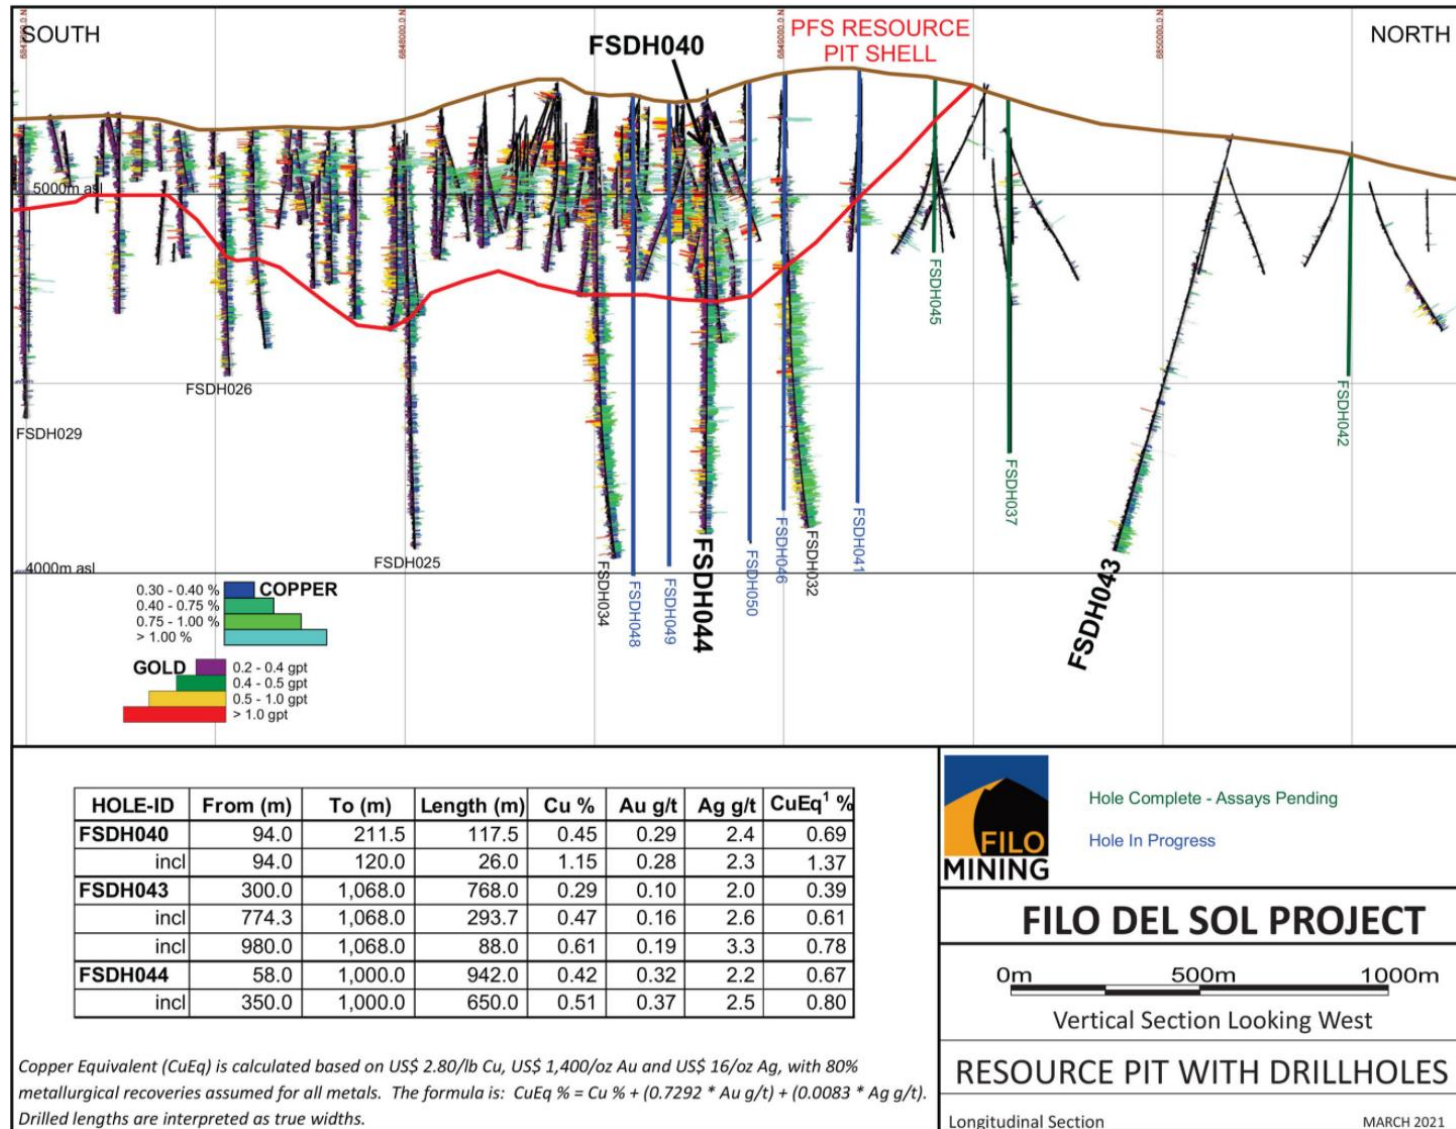 SOUTH
FSDH040
PFS RESOURCE
PIT SHELL
NORTH
6848000.0 N
6849000.0 N
6850000.0 N
5000m asl
FSDH045
FSDH026
FSDH029
FSDH042
FSDH037
FSDH041
FSDH046
FSDH050
FSDH032
FSDH025
4000m asl
FSDH034
FSDH048
FSDH049
FSDH044
FSDH043
COPPER
0.30 - 0.40 %
0.40 - 0.75 %
0.75 - 1.00 %
> 1.00 %
GOLD
0.2 - 0.4 gpt
0.4 - 0.5 gpt
0.5 - 1.0 gpt
> 1.0 gpt
HOLE-ID From (m) To (m) Length (m) Cu % Au g/t Ag g/t CuEq¹ %
FSDH040 94.0 211.5 117.5 0.45 0.29 2.4 0.69
incl 94.0 120.0 26.0 1.15 0.28 2.3 1.37
FSDH043 300.0 1,068.0 768.0 0.29 0.10 2.0 0.39
incl 774.3 1,068.0 293.7 0.47 0.16 2.6 0.61
incl 980.0 1,068.0 88.0 0.61 0.19 3.3 0.78
FSDH044 58.0 1,000.0 942.0 0.42 0.32 2.2 0.67
incl 350.0 1,000.0 650.0 0.51 0.37 2.5 0.80
Copper Equivalent (CuEq) is calculated based on US$ 2.80/lb Cu, US$ 1,400/oz Au and US$ 16/oz Ag, with 80%
metallurgical recoveries assumed for all metals. The formula is: CuEq % = Cu % + (0.7292 * Au g/t) + (0.0083 * Ag g/t).
Drilled lengths are interpreted as true widths.
FILO
MINING
Hole Complete - Assays Pending
Hole In Progress
FILO DEL SOL PROJECT
0m 500m 1000m
Vertical Section Looking West
RESOURCE PIT WITH DRILLHOLES
Longitudinal Section MARCH 2021